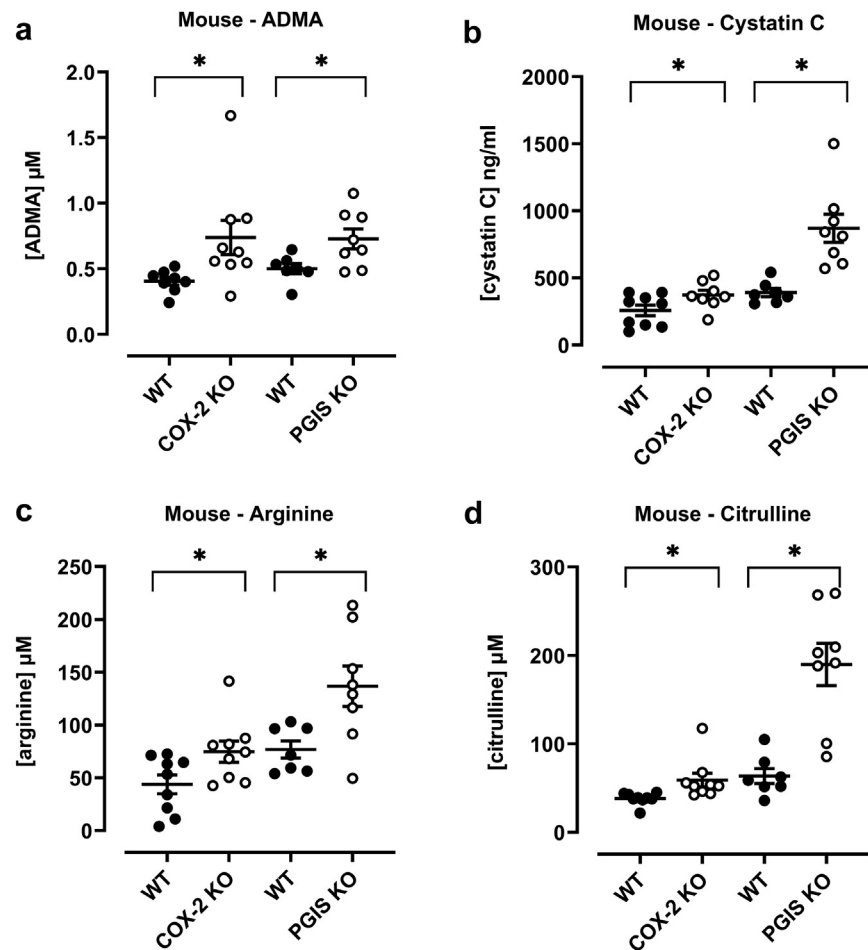 a
Mouse - ADMA
[ADMA] µM
2.0
1.5
1.0
0.5
0.0
*
*
WT
COX-2 KO
WT
PGIS KO
b
Mouse - Cystatin C
[cystatin C] ng/ml
2000
1500
1000
500
0
*
*
WT
COX-2 KO
WT
PGIS KO
c
Mouse - Arginine
[arginine] µM
250
200
150
100
50
0
*
*
WT
COX-2 KO
WT
PGIS KO
d
Mouse - Citrulline
[citrulline] µM
300
200
100
0
*
*
WT
COX-2 KO
WT
PGIS KO